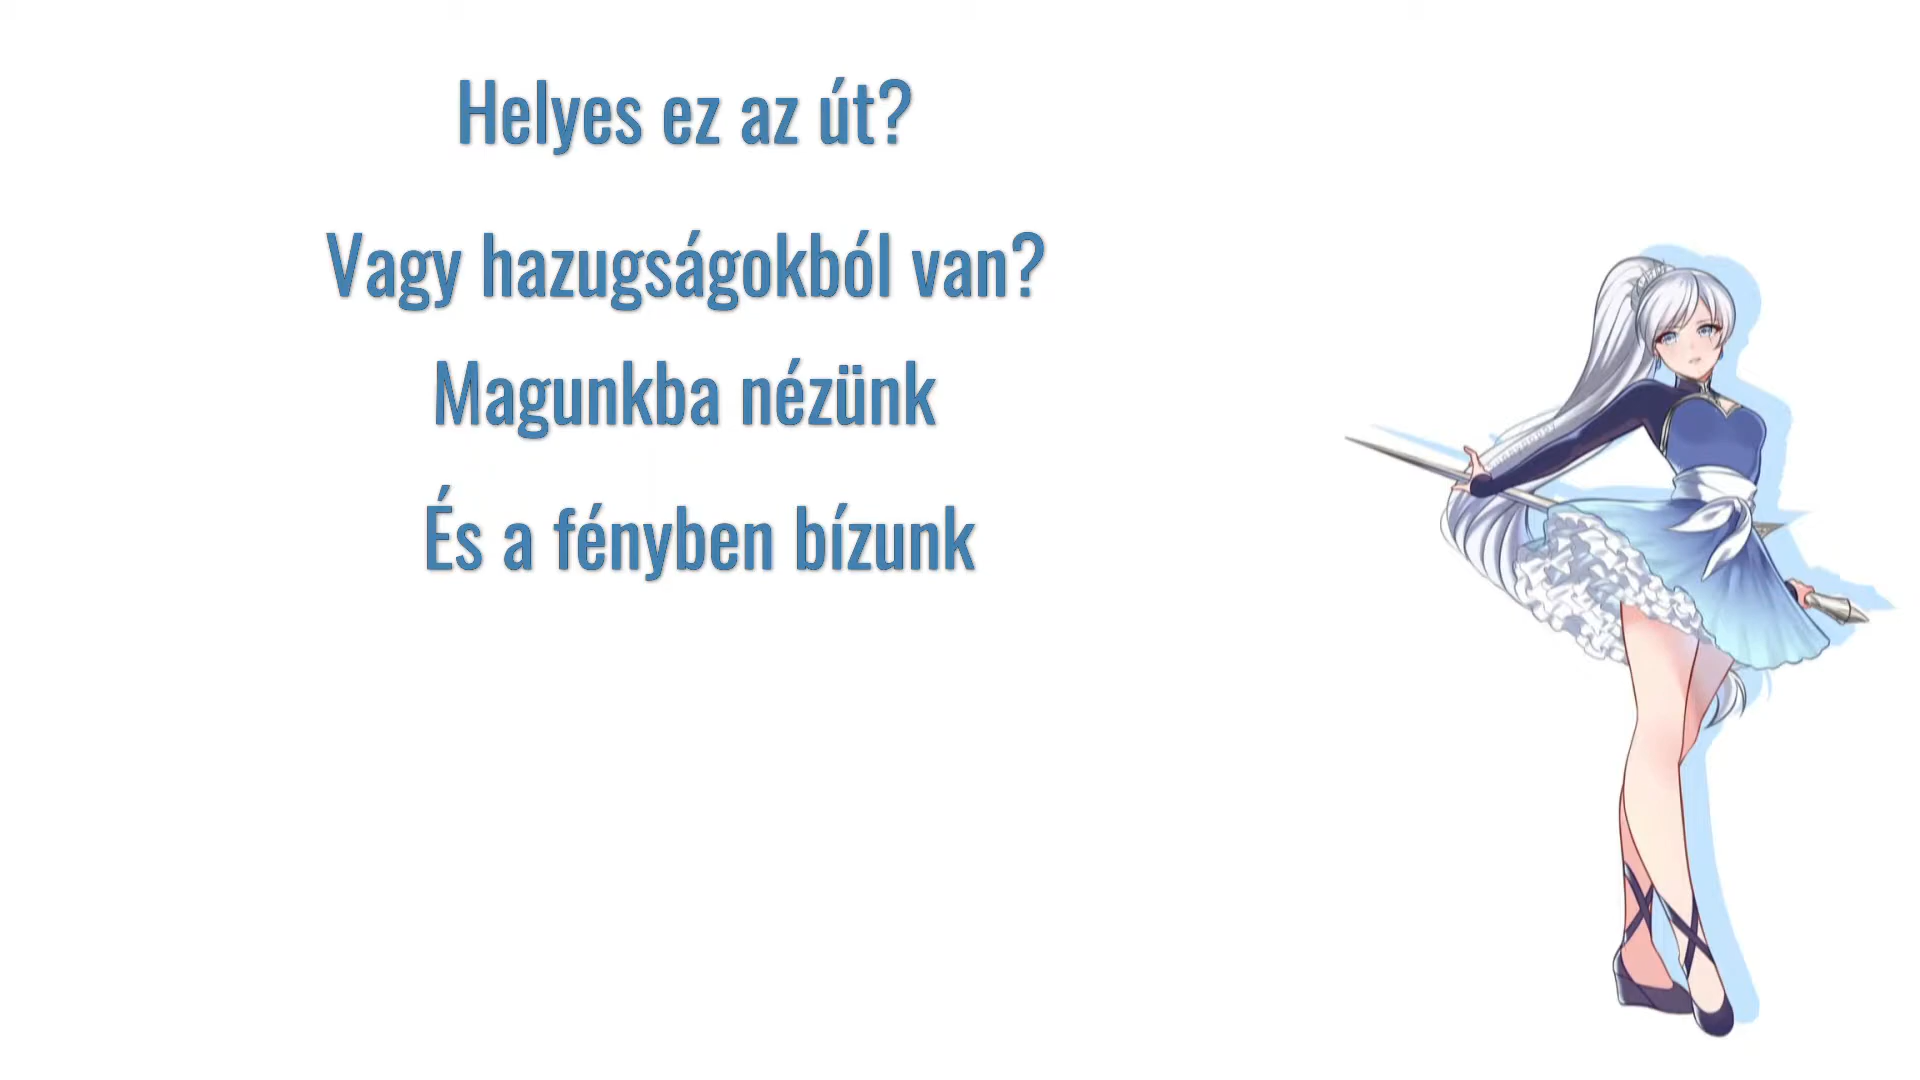 Helyes ez az út?
Vagy hazugságokból van?
Magunkba nézünk
És a fényben bízunk